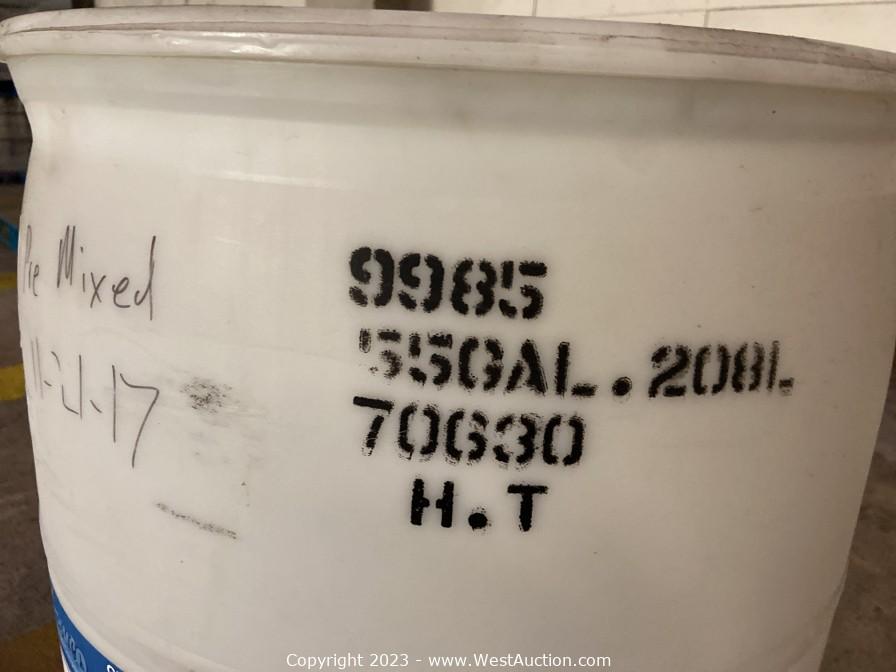 Pre Mixed
11-21-17
9985
55GAL.208L
70630
H.T
Copyright 2023 - www.WestAuction.com